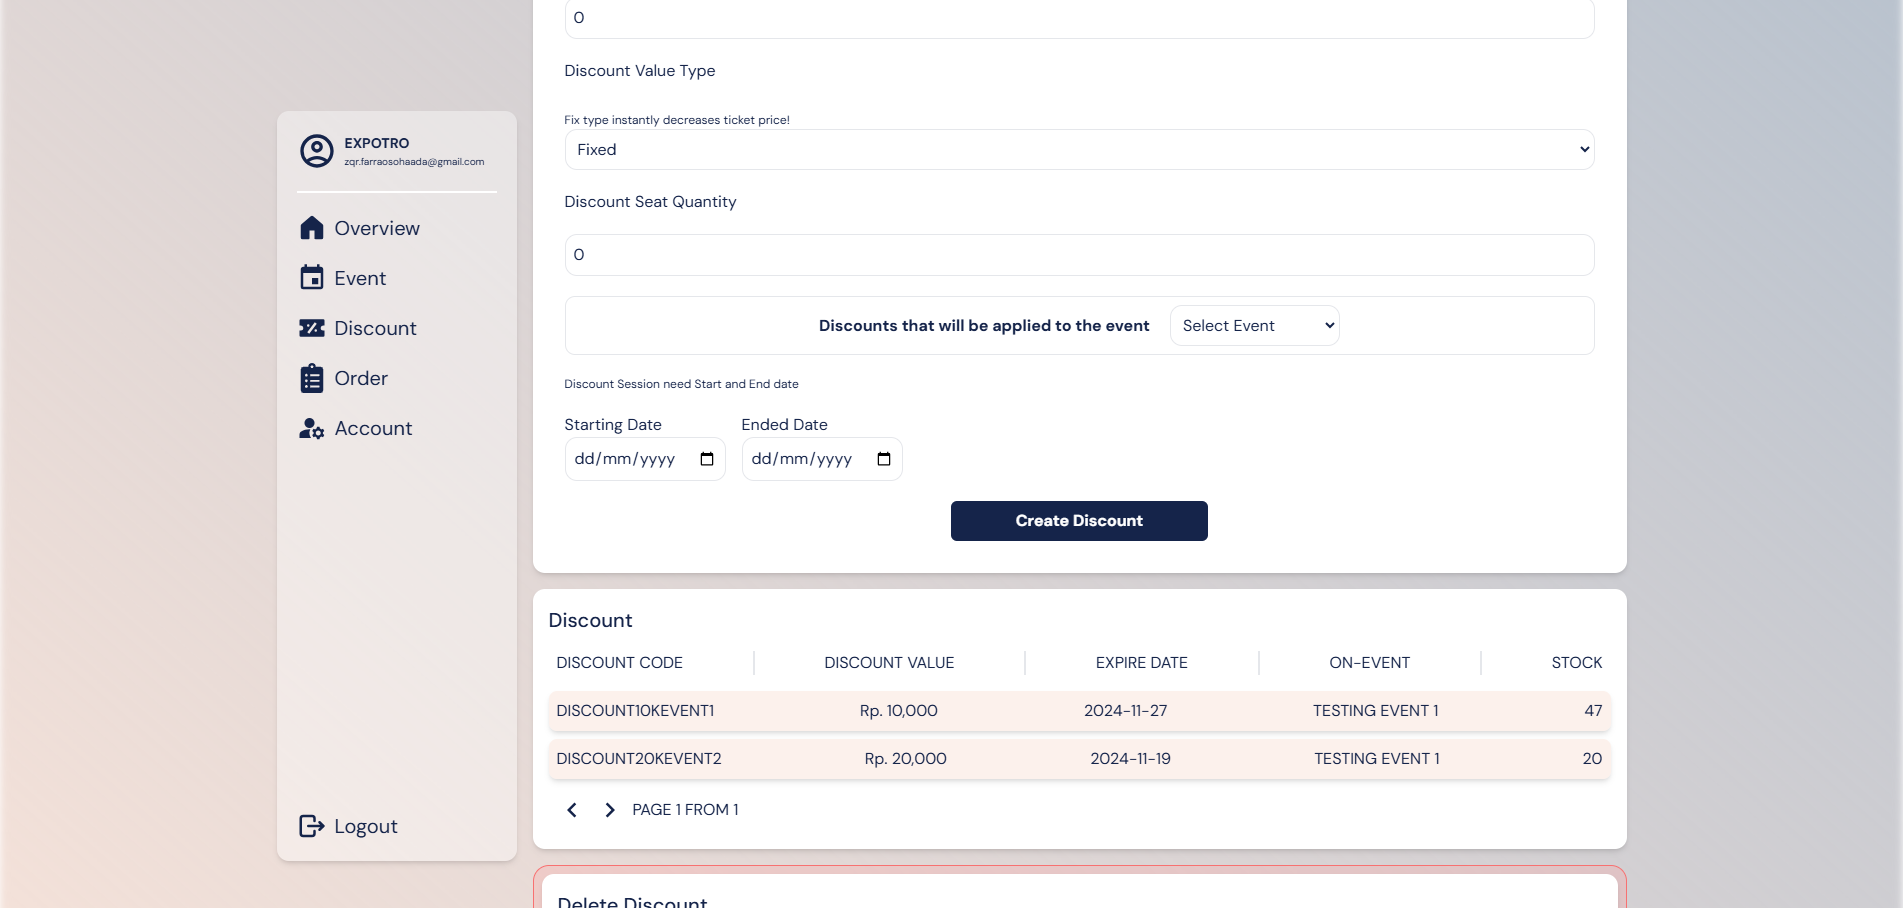 EXPOTRO
zqr.farraosohaada@gmail.com
Overview
Event
Discount
Order
Account
Logout
0
Discount Value Type
Fix type instantly decreases ticket price!
Fixed
Discount Seat Quantity
0
Discounts that will be applied to the event Select Event
Discount Session need Start and End date
Starting Date Ended Date
dd/mm/yyyy dd/mm/yyyy
Create Discount
Discount
DISCOUNT CODE DISCOUNT VALUE EXPIRE DATE ON-EVENT STOCK
DISCOUNT10KEVENT1 Rp. 10,000 2024-11-27 TESTING EVENT 1 47
DISCOUNT20KEVENT2 Rp. 20,000 2024-11-19 TESTING EVENT 1 20
PAGE 1 FROM 1
Delete Discount